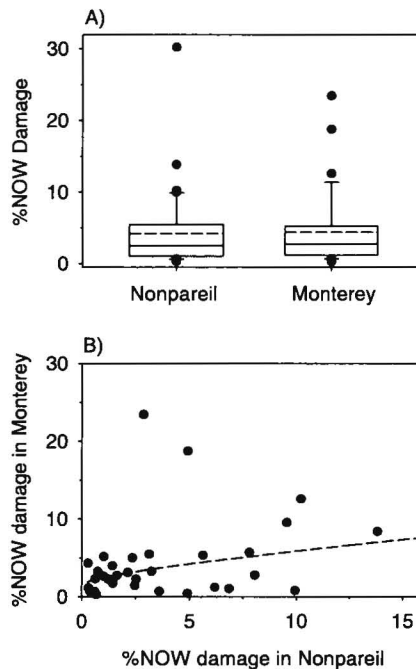 A)
30
20
10
0
%NOW Damage
Nonpareil Monterey
B)
30
20
10
0
%NOW damage in Monterey
0 5 10 15
%NOW damage in Nonpareil